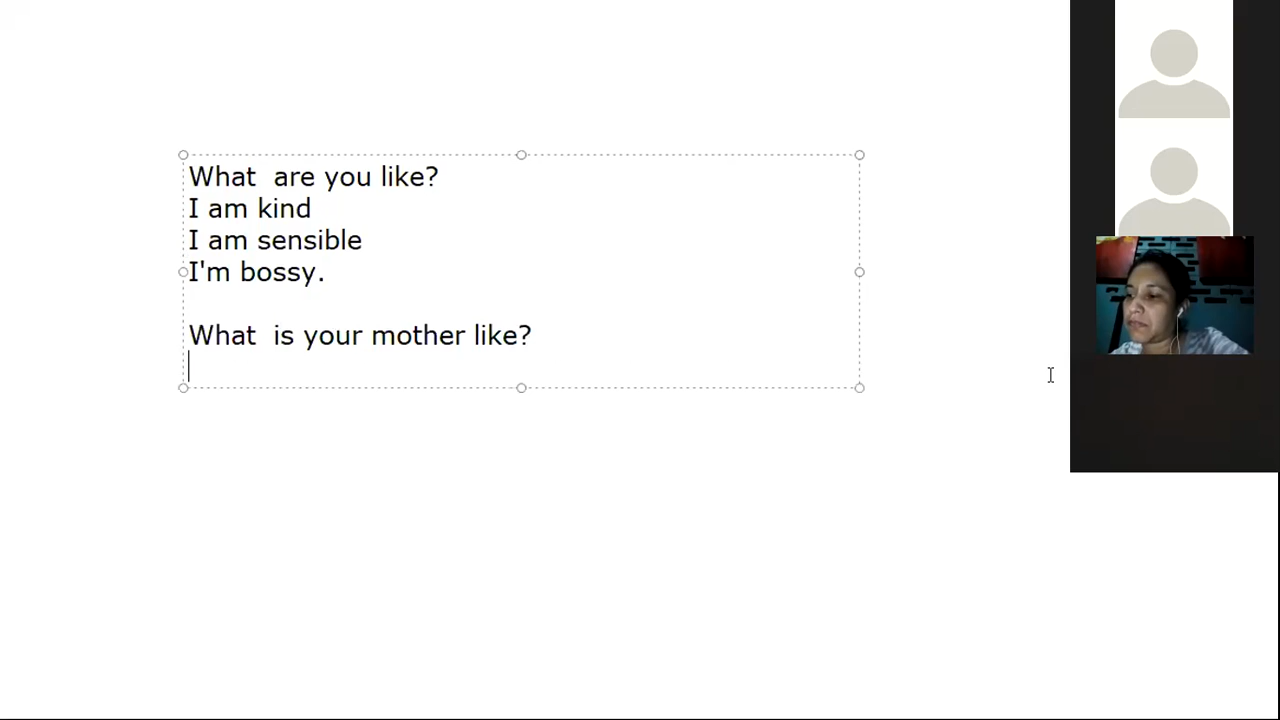 What  are you like?
I am kind
I am sensible
I'm bossy.
What  is your mother like?